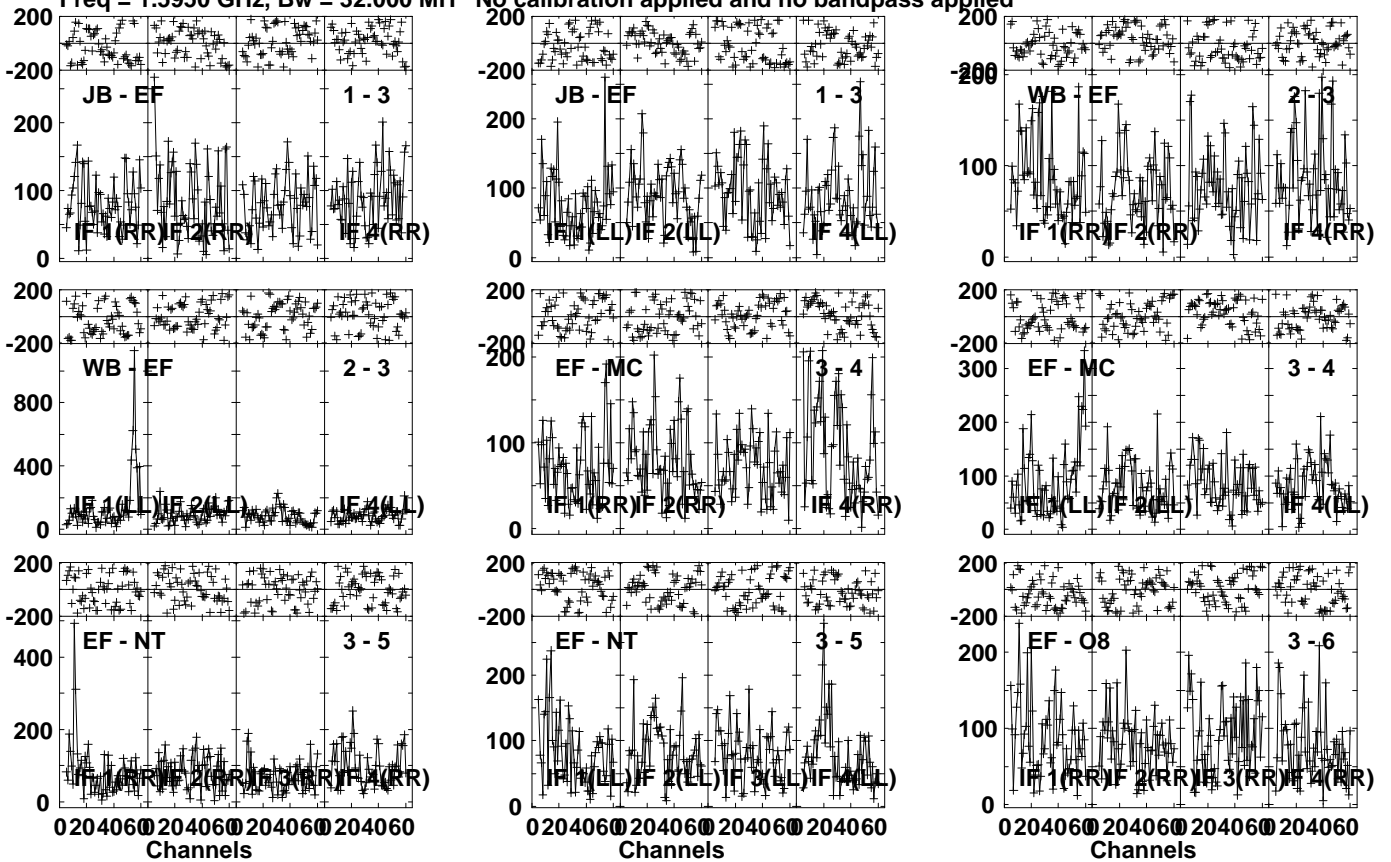 Freq = 1.5950 GHz, Bw = 32.000 MH No calibration applied and no bandpass applied
200
-200
JB - EF 1 - 3
200
100
0
IF 1(RR) IF 2(RR) IF 4(RR)
200
-200
JB - EF 1 - 3
200
100
0
IF 1(LL) IF 2(LL) IF 4(LL)
200
-200
200
WB - EF 2 - 3
100
0
IF 1(RR) IF 2(RR) IF 4(RR)
200
-200
WB - EF 2 - 3
800
400
0
IF 1(LL) IF 2(LL) IF 4(LL)
200
-200
200
EF - MC 3 - 4
100
0
IF 1(RR) IF 2(RR) IF 4(RR)
200
-200
300
EF - MC 3 - 4
200
100
0
IF 1(LL) IF 2(LL) IF 4(LL)
200
-200
EF - NT 3 - 5
400
200
0
IF 1(RR) IF 2(RR) IF 3(RR) IF 4(RR)
0 20 40 60 0 20 40 60 0 20 40 60 0 20 40 60
Channels
200
-200
EF - NT 3 - 5
200
100
0
IF 1(LL) IF 2(LL) IF 3(LL) IF 4(LL)
0 20 40 60 0 20 40 60 0 20 40 60 0 20 40 60
Channels
200
-200
EF - O8 3 - 6
200
100
0
IF 1(RR) IF 2(RR) IF 3(RR) IF 4(RR)
0 20 40 60 0 20 40 60 0 20 40 60 0 20 40 60
Channels